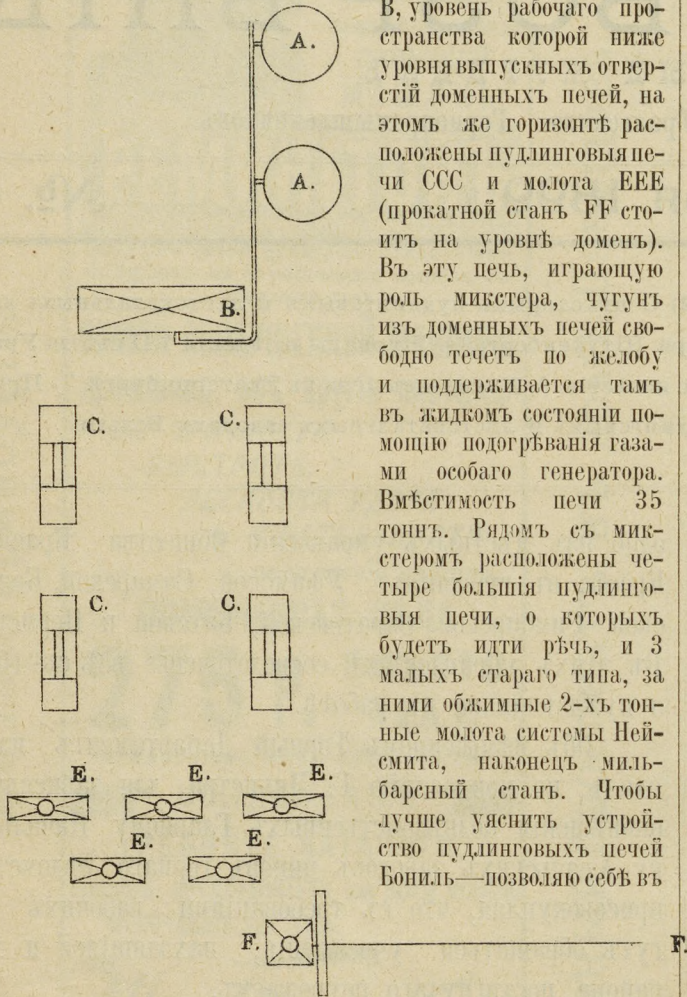 В, уровень рабочаго про-
странства которой ниже
уровня выпускныхъ отвер-
стій доменныхъ печей, на
этомъ же горизонтѣ рас-
положены пудлинговыя пе-
чи ССС и молота ЕЕЕ
(прокатной станъ FF сто-
итъ на уровнѣ доменъ).
Въ эту печь, играющую
роль микстера, чугунъ
изъ доменныхъ печей сво-
бодно течетъ по желобу
и поддерживается тамъ
въ жидкомъ состояніи по-
мощію подогрѣванія газа-
ми особаго генератора.
Вмѣстимость печи 35
тоннъ. Рядомъ съ мик-
стеромъ расположены че-
тыре большія пудлинго-
выя печи, о которыхъ
будетъ идти рѣчь, и 3
малыхъ стараго типа, за
ними обжимные 2-хъ тон-
ные молота системы Ней-
смита, наконецъ миль-
барсный станъ. Чтобы
лучше уяснить устрой-
ство пудлинговыхъ печей
Бониль—позволяю себѣ въ
A.
A.
B.
C.
C.
C.
C.
E.
E.
E.
E.
E.
F.
F.